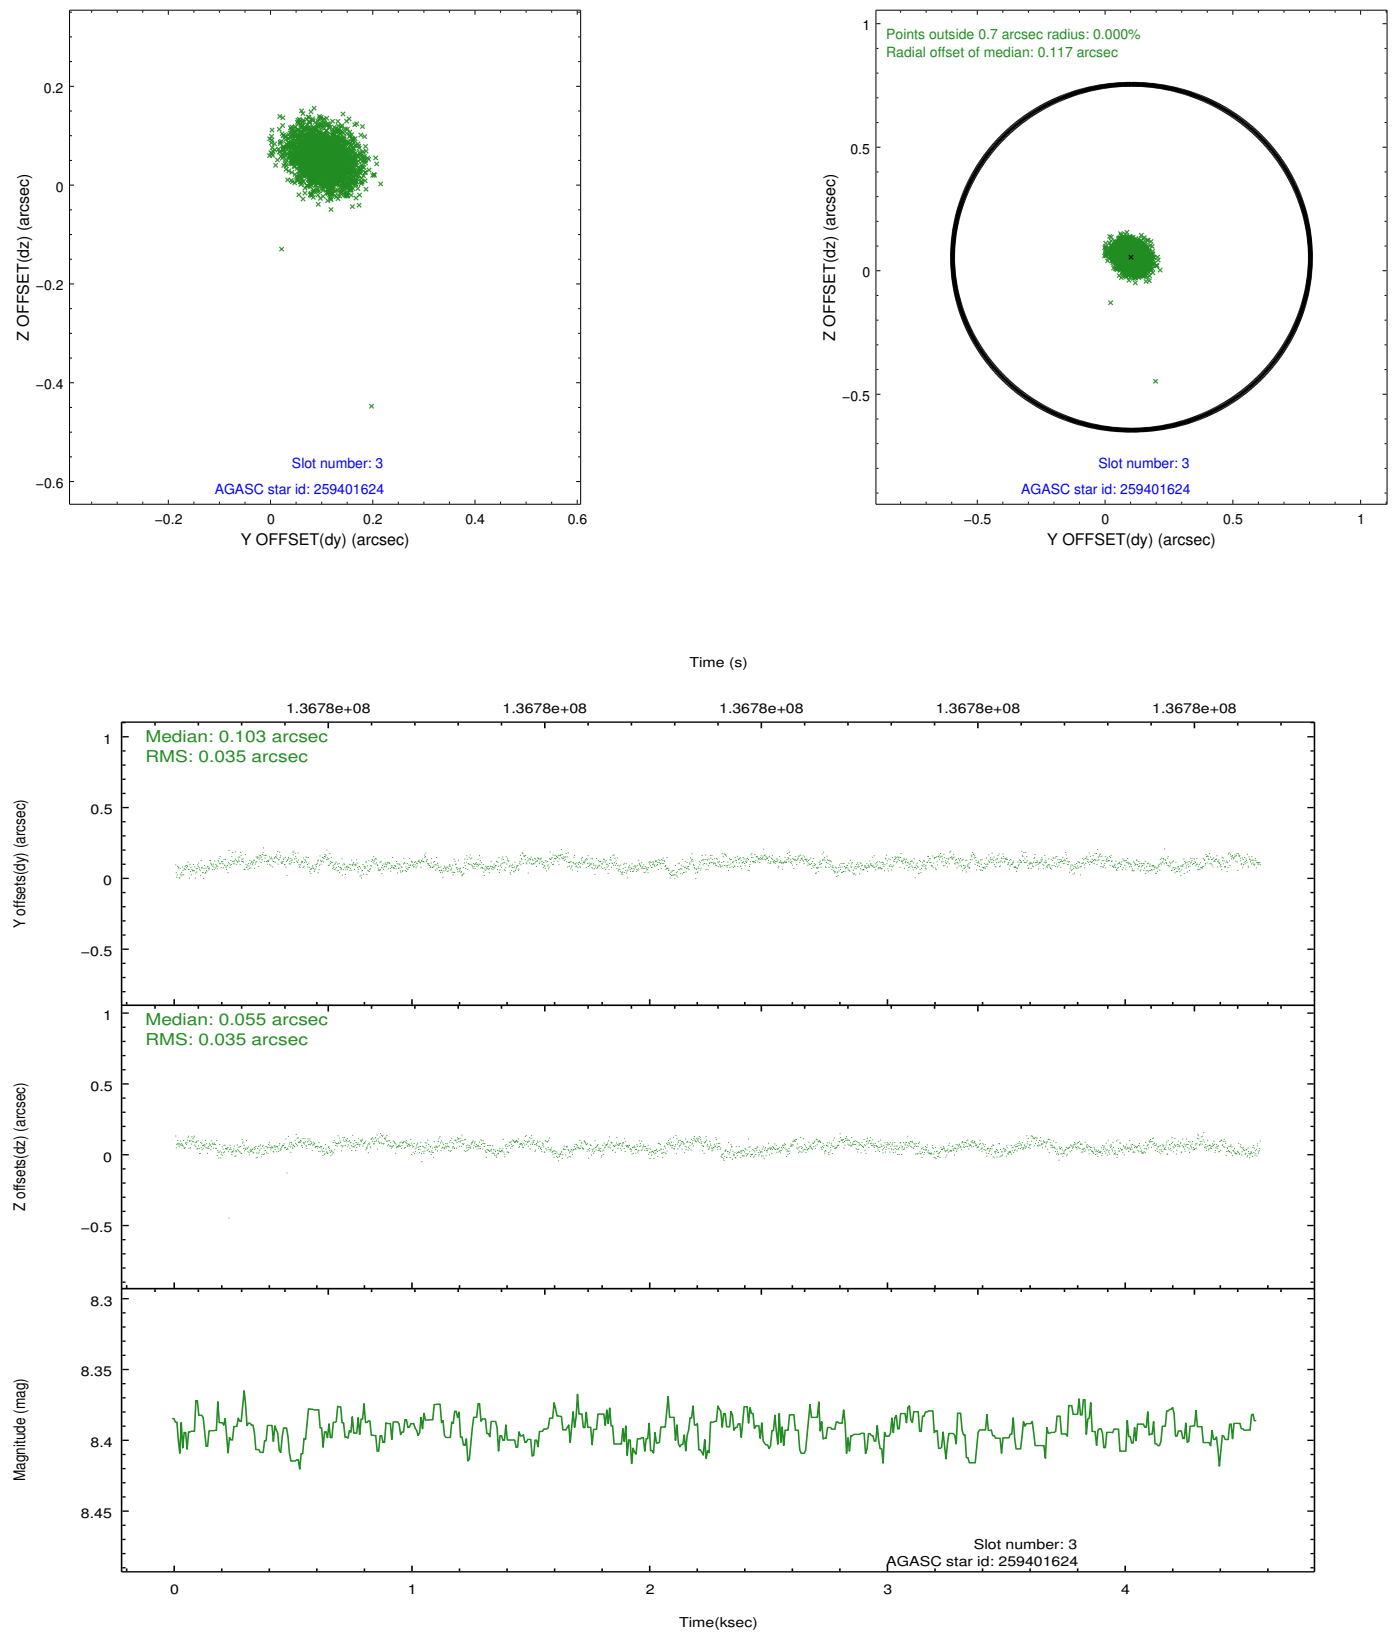 0.2
0
−0.2
−0.4
−0.6
Z OFFSET(dz) (arcsec)
Slot number: 3
AGASC star id: 259401624
−0.2 0 0.2 0.4 0.6
Y OFFSET(dy) (arcsec)
Points outside 0.7 arcsec radius: 0.000%
Radial offset of median: 0.117 arcsec
1
0.5
0
−0.5
Z OFFSET(dz) (arcsec)
Slot number: 3
AGASC star id: 259401624
−0.5 0 0.5 1
Y OFFSET(dy) (arcsec)
Time (s)
1.3678e+08 1.3678e+08 1.3678e+08 1.3678e+08 1.3678e+08
Median: 0.103 arcsec
RMS: 0.035 arcsec
1
0.5
0
−0.5
Y offsets(dy) (arcsec)
Median: 0.055 arcsec
RMS: 0.035 arcsec
1
0.5
0
−0.5
Z offsets(dz) (arcsec)
8.3
8.35
8.4
8.45
Magnitude (mag)
Slot number: 3
AGASC star id: 259401624
0 1 2 3 4
Time(ksec)